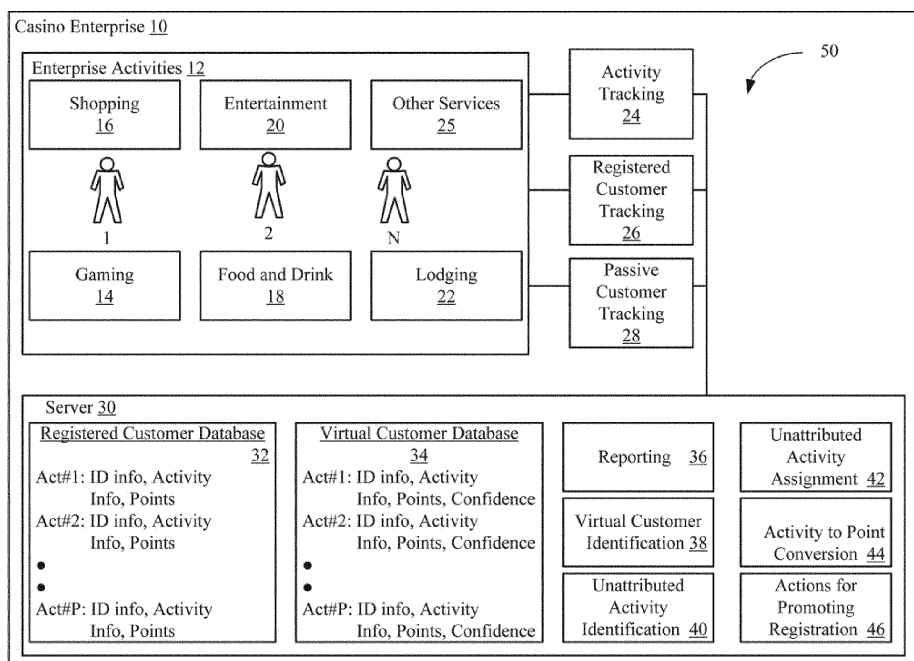 Casino Enterprise 10
50
Enterprise Activities 12
Shopping
16
Entertainment
20
Other Services
25
1
2
N
Gaming
14
Food and Drink
18
Lodging
22
Activity
Tracking
24
Registered
Customer
Tracking
26
Passive
Customer
Tracking
28
Server 30
Registered Customer Database
32
Act#1: ID info, Activity
Info, Points
Act#2: ID info, Activity
Info, Points
Act#P: ID info, Activity
Info, Points
Virtual Customer Database
34
Act#1: ID info, Activity
Info, Points, Confidence
Act#2: ID info, Activity
Info, Points, Confidence
Act#P: ID info, Activity
Info, Points, Confidence
Reporting 36
Virtual Customer
Identification 38
Unattributed
Activity
Identification 40
Unattributed
Activity
Assignment 42
Activity to Point
Conversion 44
Actions for
Promoting
Registration 46